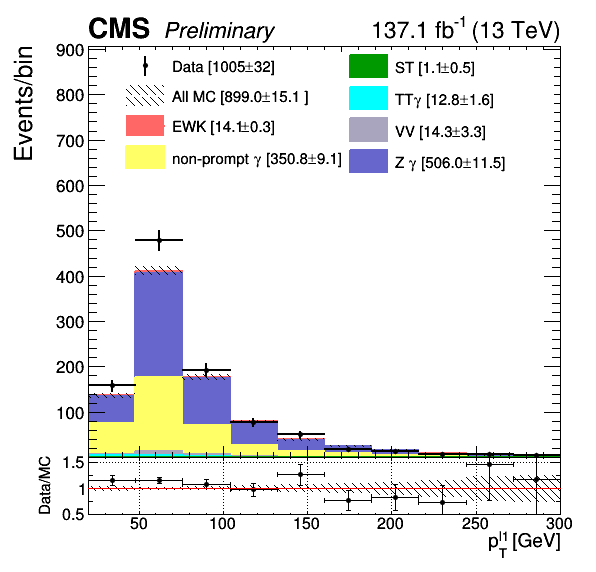 CMS Preliminary 137.1 fb-1 (13 TeV)
Events/bin
900
800
700
600
500
400
300
200
100
Data [1005±32]
All MC [899.0±15.1 ]
EWK [14.1±0.3]
non-prompt γ [350.8±9.1]
ST [1.1±0.5]
TTγ [12.8±1.6]
VV [14.3±3.3]
Z γ [506.0±11.5]
Data/MC
1.5
1
0.5
50 100 150 200 250 300
p_T^l1 [GeV]